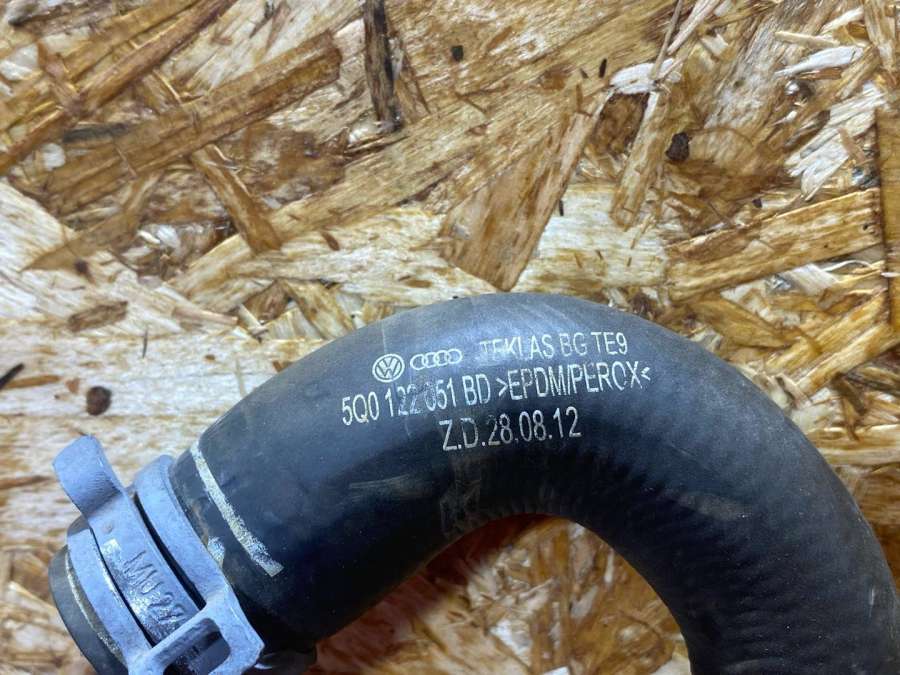 TEKLAS BG TE9
5Q0 122 051 BD >EPDM/PEROX<
Z.D.28.08.12